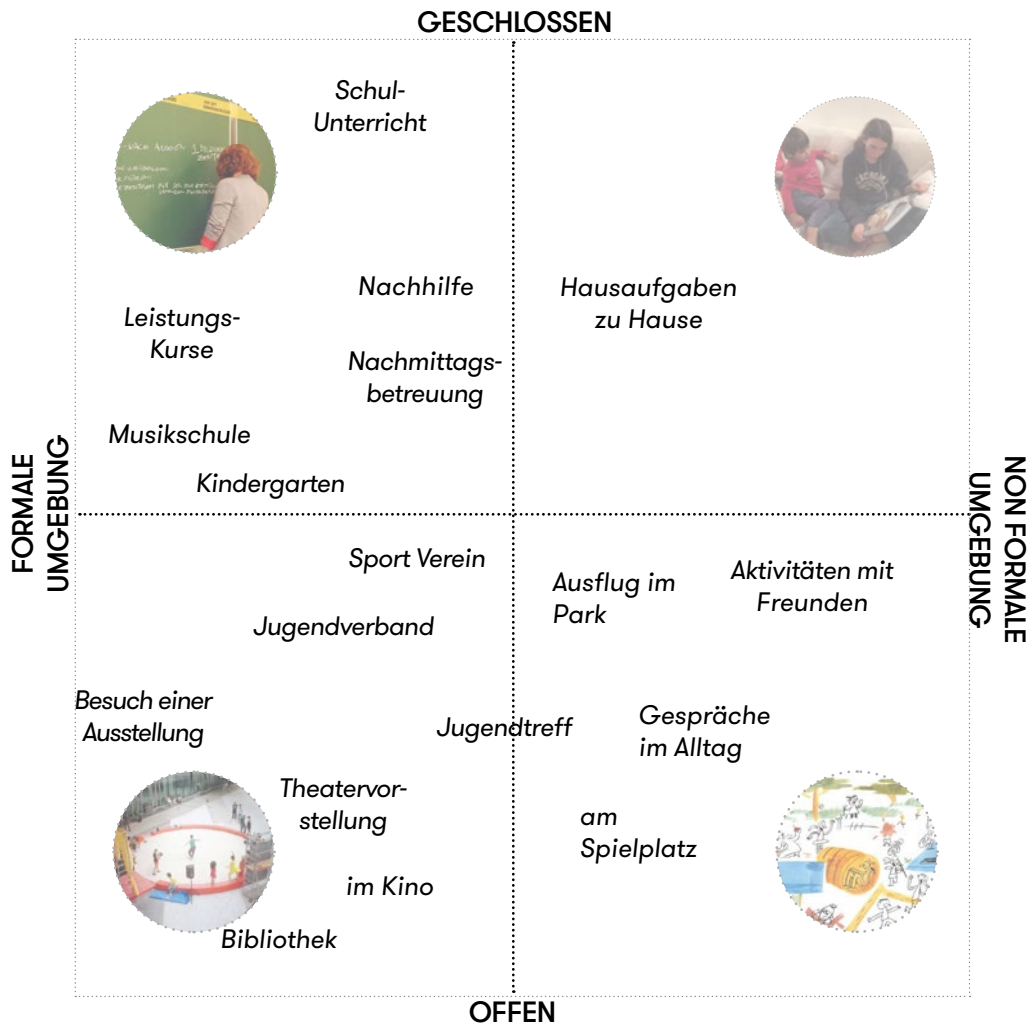 GESCHLOSSEN
Schul-
Unterricht
Nachhilfe
Hausaufgaben
zu Hause
Leistungs-
Kurse
Nachmittags-
betreuung
Musikschule
Kindergarten
FORMALE
UMGEBUNG
NON FORMALE
UMGEBUNG
Sport Verein
Ausflug im
Park
Aktivitäten mit
Freunden
Jugendverband
Besuch einer
Ausstellung
Jugendtreff
Gespräche
im Alltag
Theatervor-
stellung
am
Spielplatz
im Kino
Bibliothek
OFFEN